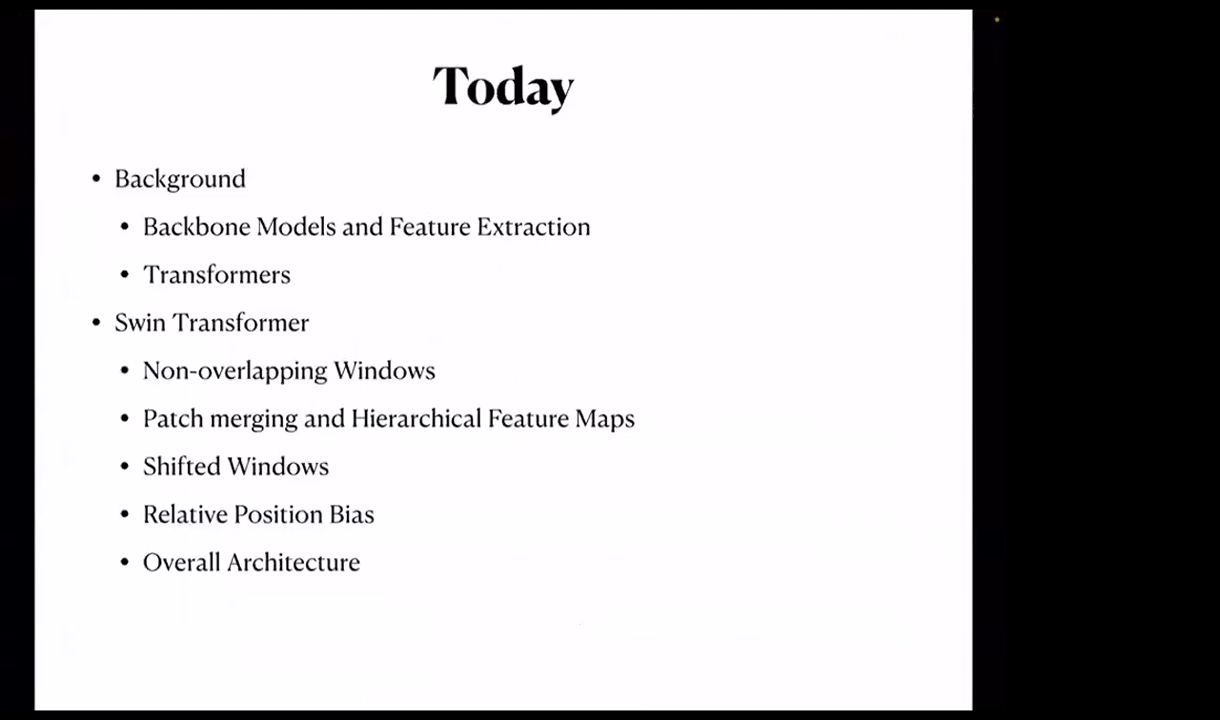 Today
• Background
• Backbone Models and Feature Extraction
• Transformers
• Swin Transformer
• Non-overlapping Windows
• Patch merging and Hierarchical Feature Maps
• Shifted Windows
• Relative Position Bias
• Overall Architecture